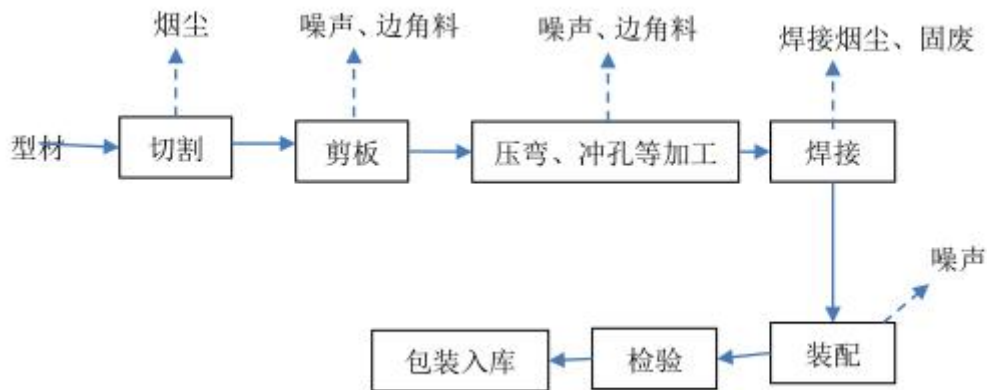 烟尘
噪声、边角料
噪声、边角料
焊接烟尘、固废
型材
切割
剪板
压弯、冲孔等加工
焊接
噪声
包装入库
检验
装配